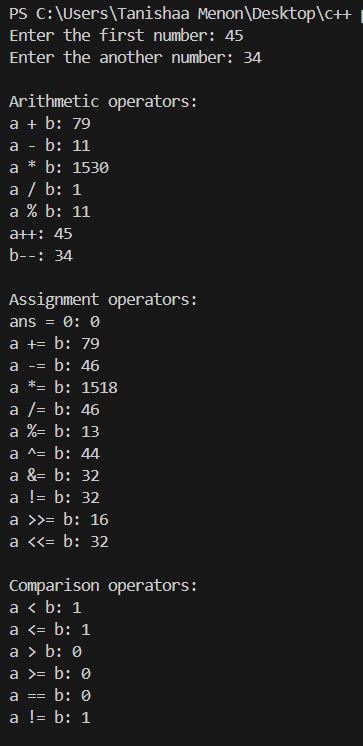 PS C:\Users\Tanishaa Menon\Desktop\c++ p
Enter the first number: 45
Enter the another number: 34
Arithmetic operators:
a + b: 79
a - b: 11
a * b: 1530
a / b: 1
a % b: 11
a++: 45
b--: 34
Assignment operators:
ans = 0: 0
a += b: 79
a -= b: 46
a *= b: 1518
a /= b: 46
a %= b: 13
a ^= b: 44
a &= b: 32
a != b: 32
a >>= b: 16
a <<= b: 32
Comparison operators:
a < b: 1
a <= b: 1
a > b: 0
a >= b: 0
a == b: 0
a != b: 1